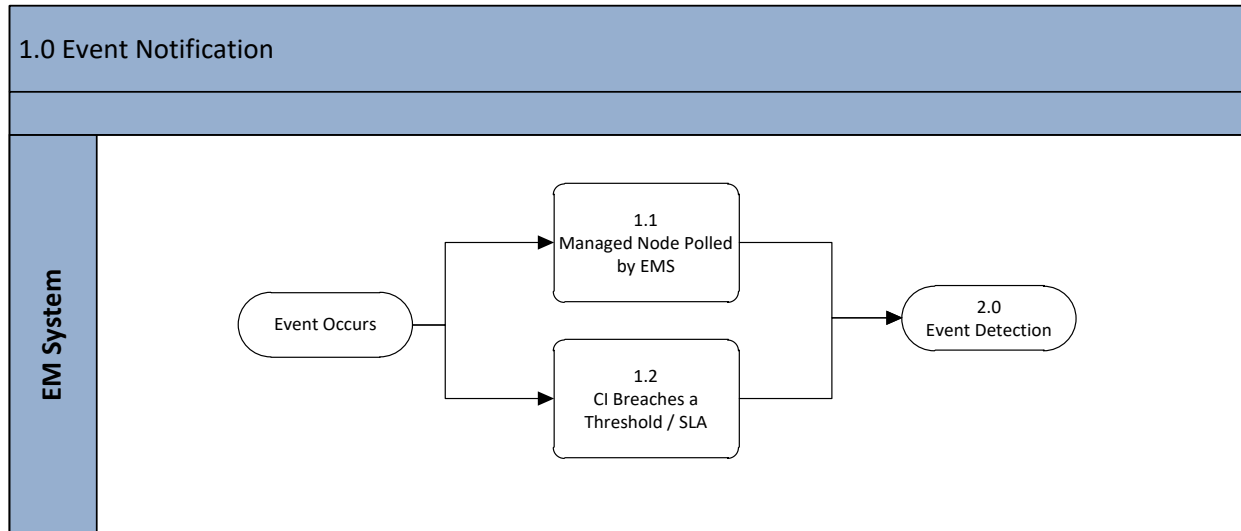 1.0 Event Notification
EM System
Event Occurs
1.1
Managed Node Polled
by EMS
1.2
CI Breaches a
Threshold / SLA
2.0
Event Detection